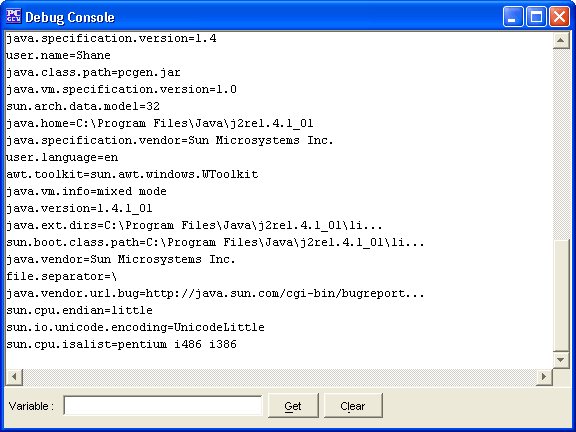 PC
GEN
Debug Console
java.specification.version=1.4
user.name=Shane
java.class.path=pcgen.jar
java.vm.specification.version=1.0
sun.arch.data.model=32
java.home=C:\Program Files\Java\j2re1.4.1_01
java.specification.vendor=Sun Microsystems Inc.
user.language=en
awt.toolkit=sun.awt.windows.WToolkit
java.vm.info=mixed mode
java.version=1.4.1_01
java.ext.dirs=C:\Program Files\Java\j2re1.4.1_01\li...
sun.boot.class.path=C:\Program Files\Java\j2re1.4.1_01\li...
java.vendor=Sun Microsystems Inc.
file.separator=\
java.vendor.url.bug=http://java.sun.com/cgi-bin/bugreport...
sun.cpu.endian=little
sun.io.unicode.encoding=UnicodeLittle
sun.cpu.isalist=pentium i486 i386
Variable : Get Clear